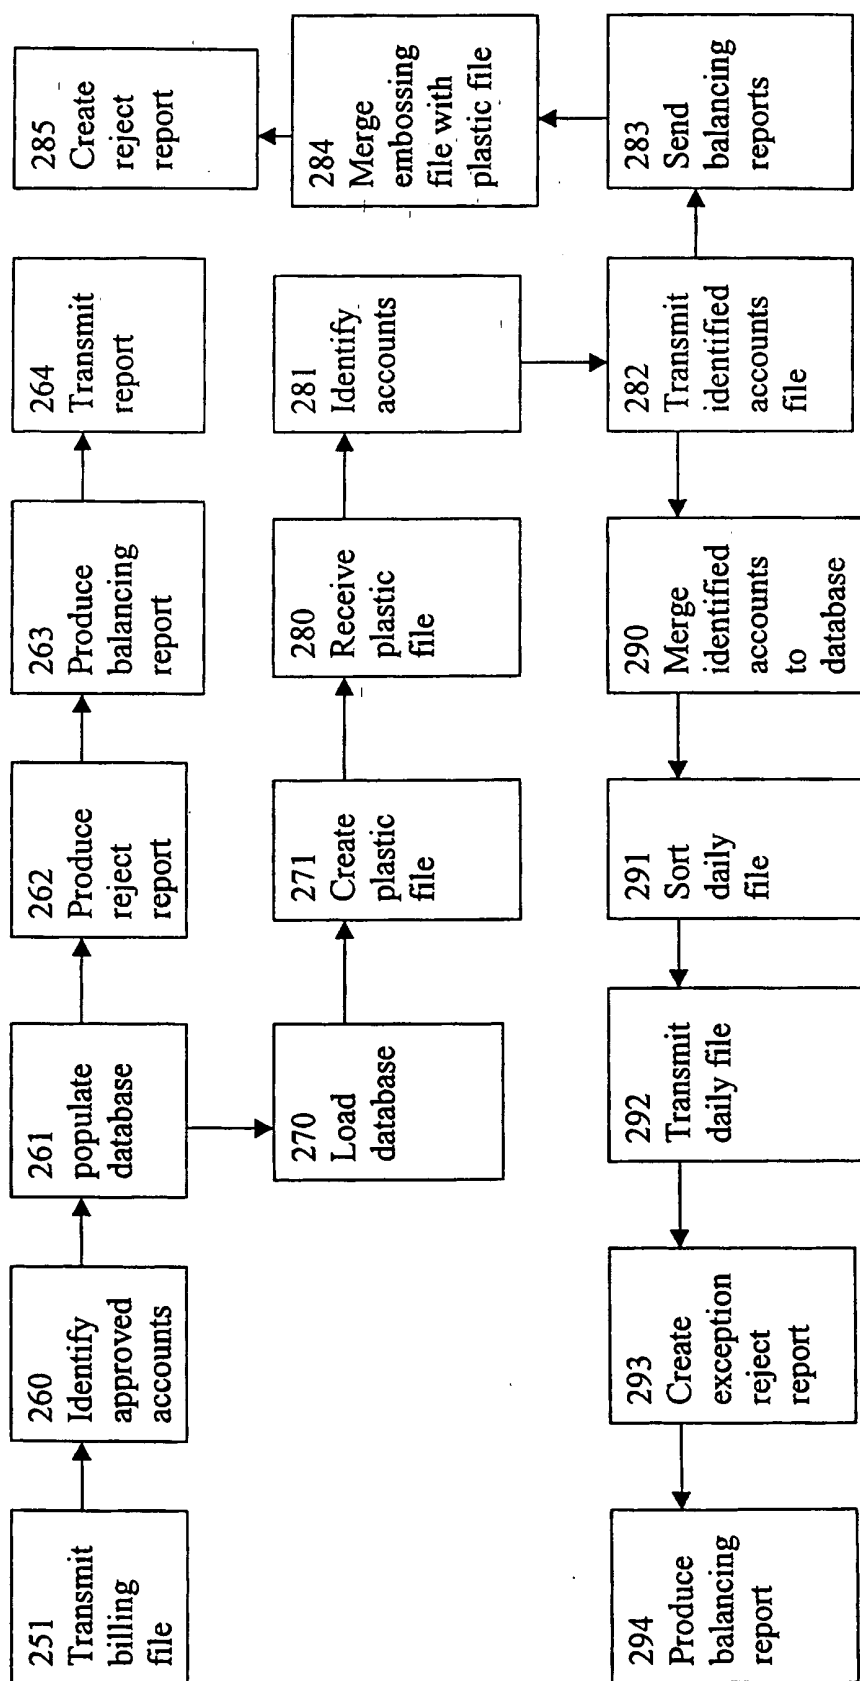 251
Transmit
billing
file
260
Identify
approved
accounts
261
populate
database
262
Produce
reject
report
263
Produce
balancing
report
264
Transmit
report
270
Load
database
271
Create
plastic
file
280
Receive
plastic
file
281
Identify
accounts
282
Transmit
identified
accounts
file
283
Send
balancing
reports
284
Merge
embossing
file with
plastic file
285
Create
reject
report
290
Merge
identified
accounts
to
database
291
Sort
daily
file
292
Transmit
daily file
293
Create
exception
reject
report
294
Produce
balancing
report